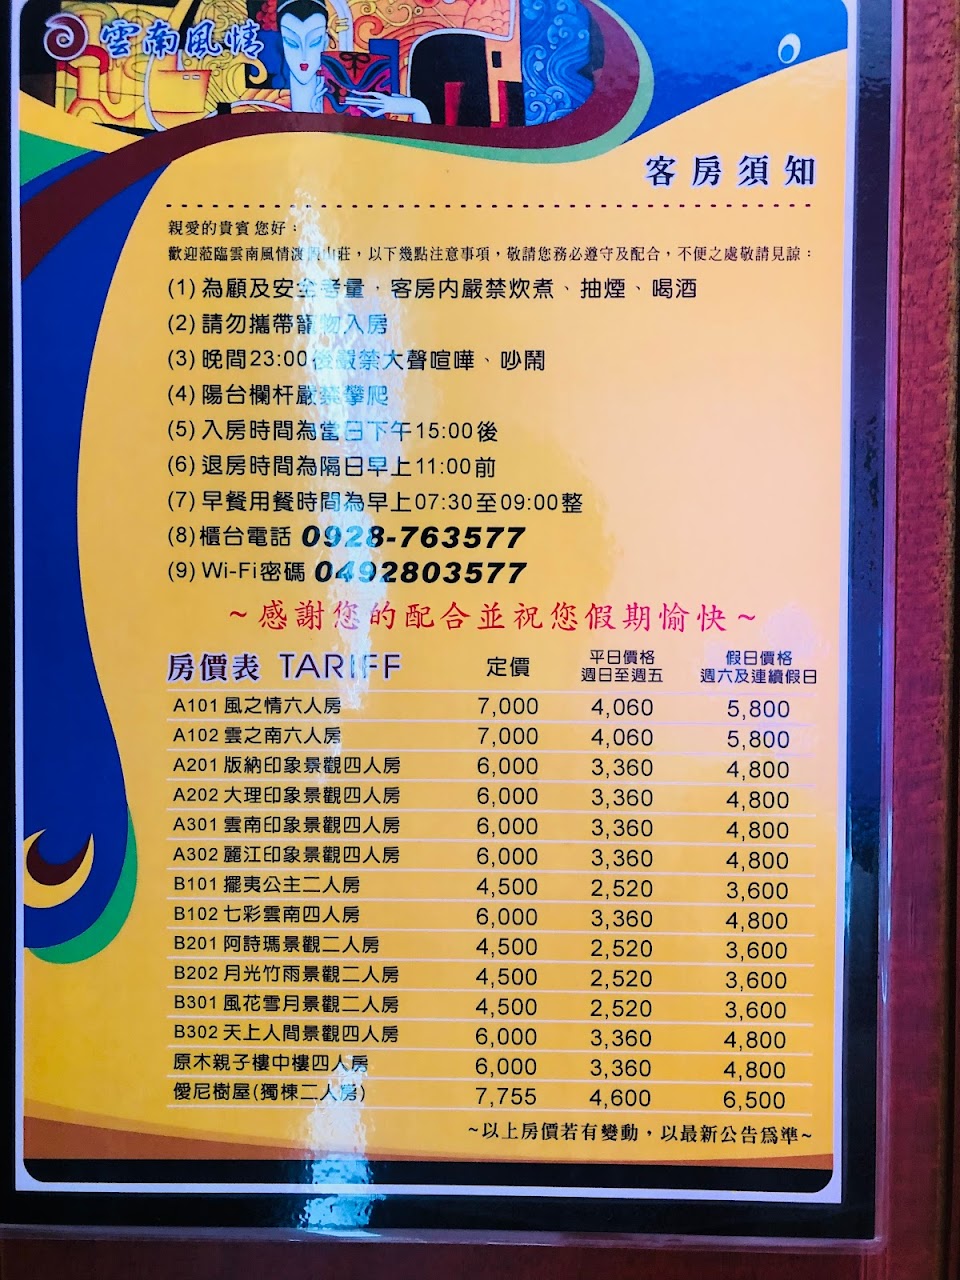 雲南風情
客房須知
親愛的貴賓 您好：
歡迎蒞臨雲南風情渡假山莊，以下幾點注意事項，敬請您務必遵守及配合，不便之處敬請見諒：
(1) 為顧及安全考量，客房內嚴禁炊煮、抽煙、喝酒
(2) 請勿攜帶寵物入房
(3) 晚間23:00後嚴禁大聲喧嘩、吵鬧
(4) 陽台欄杆嚴禁攀爬
(5) 入房時間為當日下午15:00後
(6) 退房時間為隔日早上11:00前
(7) 早餐用餐時間為早上07:30至09:00整
(8) 櫃台電話 0928-763577
(9) Wi-Fi密碼 0492803577
~感謝您的配合並祝您假期愉快~
房價表 TARIFF 定價 平日價格 週日至週五 假日價格 週六及連續假日
A101 風之情六人房 7,000 4,060 5,800
A102 雲之南六人房 7,000 4,060 5,800
A201 版納印象景觀四人房 6,000 3,360 4,800
A202 大理印象景觀四人房 6,000 3,360 4,800
A301 雲南印象景觀四人房 6,000 3,360 4,800
A302 麗江印象景觀四人房 6,000 3,360 4,800
B101 擺夷公主二人房 4,500 2,520 3,600
B102 七彩雲南四人房 6,000 3,360 4,800
B201 阿詩瑪景觀二人房 4,500 2,520 3,600
B202 月光竹雨景觀二人房 4,500 2,520 3,600
B301 風花雪月景觀二人房 4,500 2,520 3,600
B302 天上人間景觀四人房 6,000 3,360 4,800
原木親子樓中樓四人房 6,000 3,360 4,800
優尼樹屋(獨棟二人房) 7,755 4,600 6,500
~以上房價若有變動，以最新公告為準~